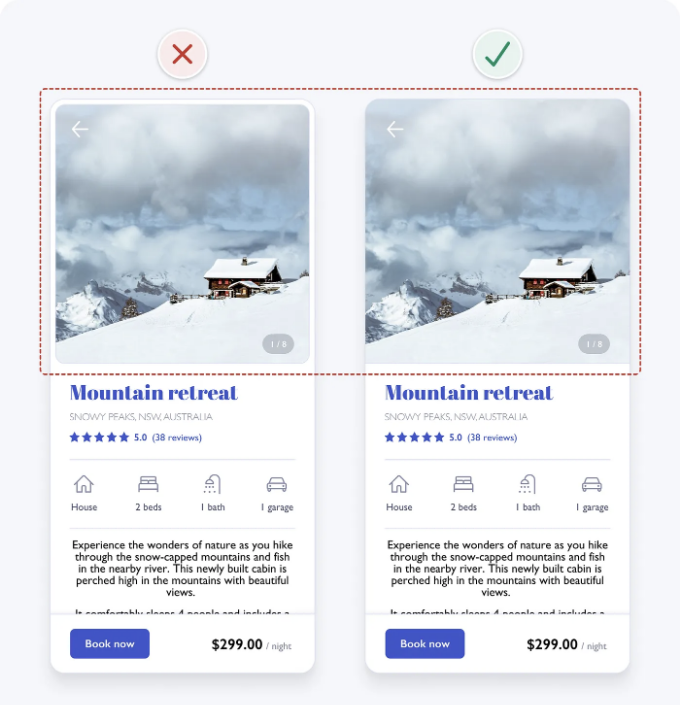 1 / 8
Mountain retreat
SNOWY PEAKS, NSW, AUSTRALIA
5.0 (38 reviews)
House 2 beds 1 bath 1 garage
Experience the wonders of nature as you hike
through the snow-capped mountains and fish
in the nearby river. This newly built cabin is
perched high in the mountains with beautiful
views.
It comfortably sleeps 4 people and includes a
Book now $299.00 / night
1 / 8
Mountain retreat
SNOWY PEAKS, NSW, AUSTRALIA
5.0 (38 reviews)
House 2 beds 1 bath 1 garage
Experience the wonders of nature as you hike
through the snow-capped mountains and fish
in the nearby river. This newly built cabin is
perched high in the mountains with beautiful
views.
It comfortably sleeps 4 people and includes a
Book now $299.00 / night